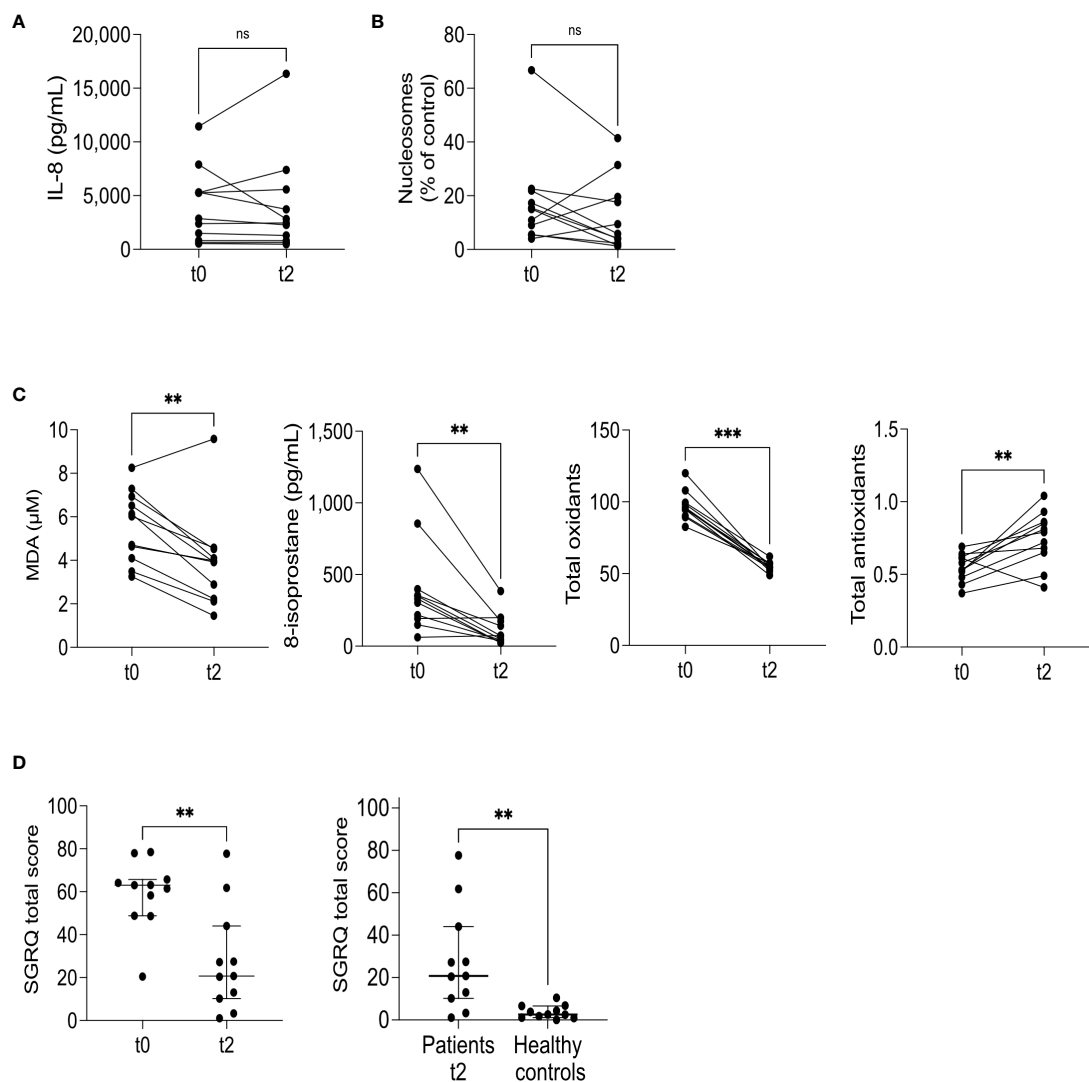 A
IL-8 (pg/mL)
20,000
15,000
10,000
5,000
0
ns
t0 t2
B
Nucleosomes
(% of control)
80
60
40
20
0
ns
t0 t2
C
MDA (µM)
10
8
6
4
2
0
**
t0 t2
8-isoprostane (pg/mL)
1,500
1,000
500
0
**
t0 t2
Total oxidants
150
100
50
0
***
t0 t2
Total antioxidants
1.5
1.0
0.5
0.0
**
t0 t2
D
SGRQ total score
100
80
60
40
20
0
**
t0 t2
SGRQ total score
100
80
60
40
20
0
**
Patients Healthy
t2 controls